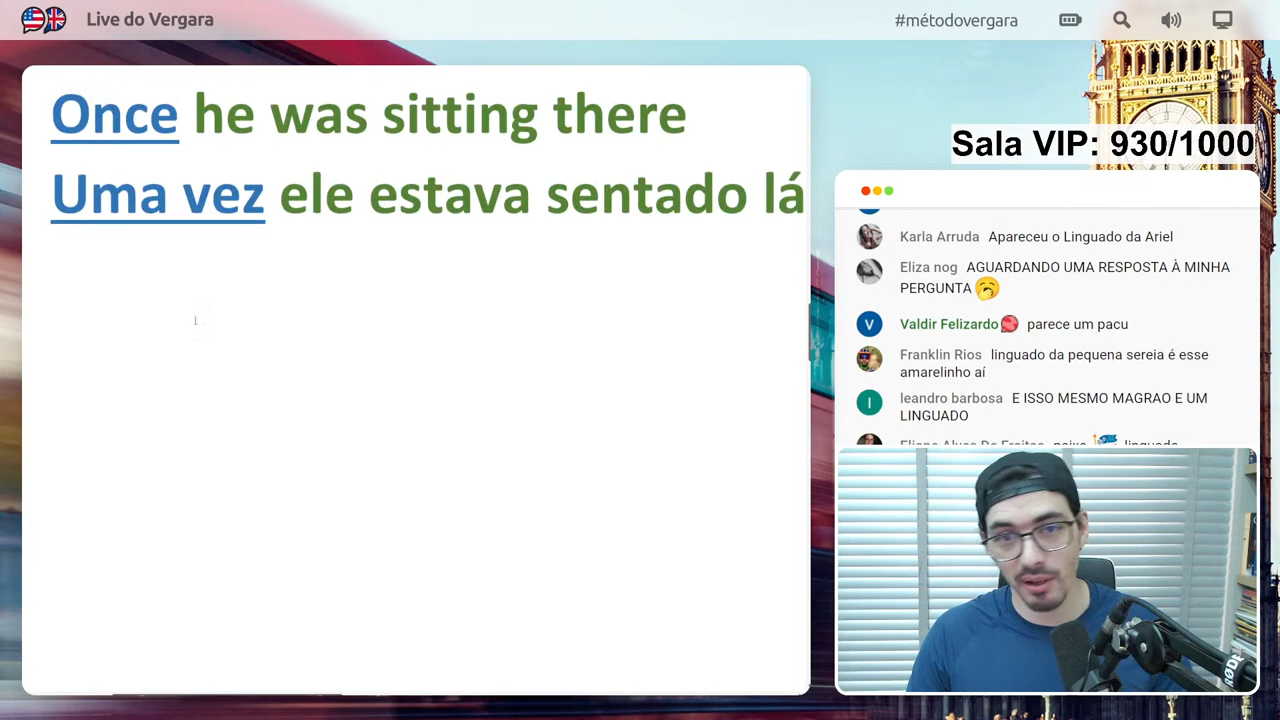 Live do Vergara
#métodovergara
Once he was sitting there
Uma vez ele estava sentado lá
Sala VIP: 930/1000
Karla Arruda Apareceu o Linguado da Ariel
Eliza nog AGUARDANDO UMA RESPOSTA À MINHA
PERGUNTA
V
Valdir Felizardo parece um pacu
Franklin Rios linguado da pequena sereia é esse
amarelinho aí
I
leandro barbosa E ISSO MESMO MAGRAO E UM
LINGUADO
RØDE